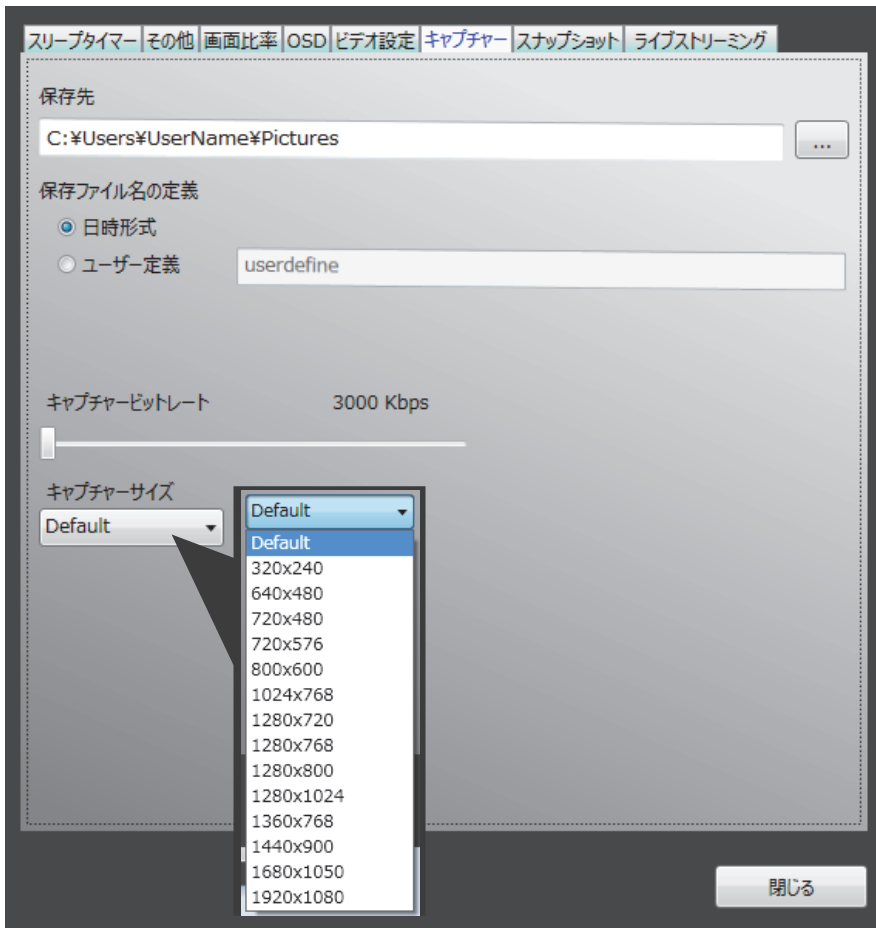 スリープタイマー その他 画面比率 OSD ビデオ設定 キャプチャー スナップショット ライブストリーミング
保存先
C:¥Users¥UserName¥Pictures
...
保存ファイル名の定義
日時形式
ユーザー定義 userdefine
キャプチャービットレート 3000 Kbps
キャプチャーサイズ
Default
Default
Default
320x240
640x480
720x480
720x576
800x600
1024x768
1280x720
1280x768
1280x800
1280x1024
1360x768
1440x900
1680x1050
1920x1080
閉じる